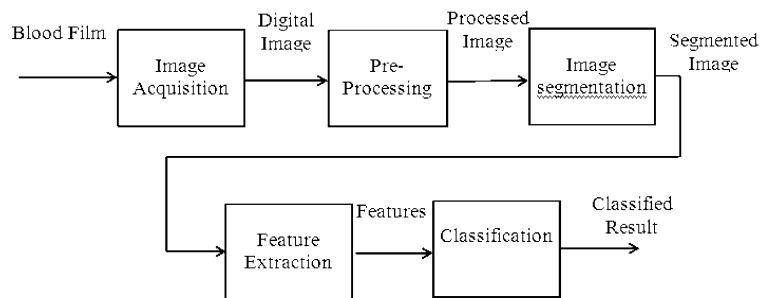 Blood Film
Image
Acquisition
Digital
Image
Pre-
Processing
Processed
Image
Image
segmentation
Segmented
Image
Feature
Extraction
Features
Classification
Classified
Result